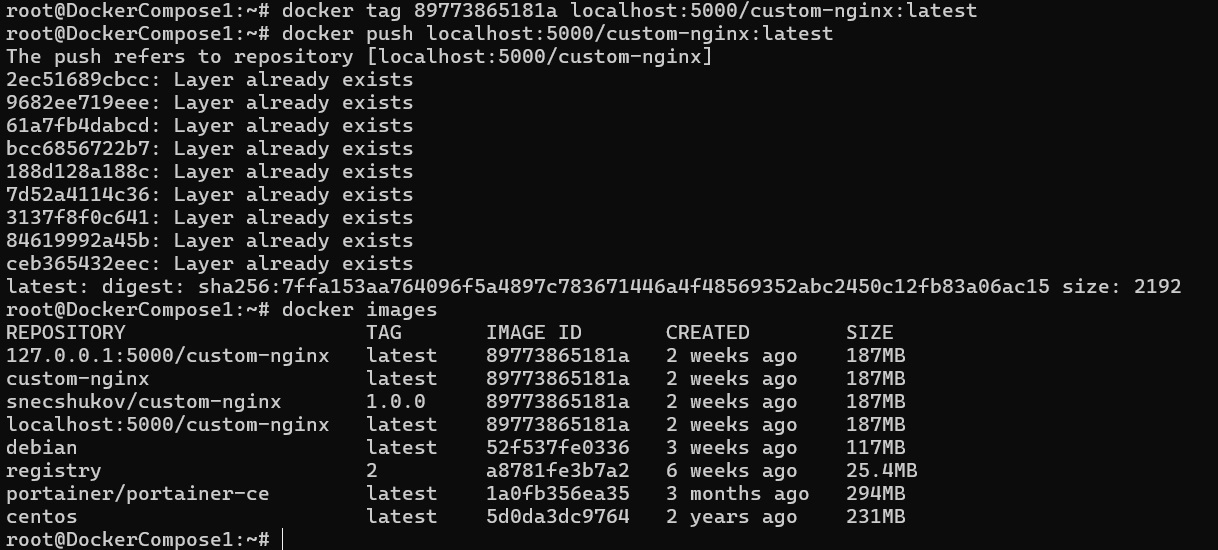 root@DockerCompose1:~# docker tag 89773865181a localhost:5000/custom-nginx:latest
root@DockerCompose1:~# docker push localhost:5000/custom-nginx:latest
The push refers to repository [localhost:5000/custom-nginx]
2ec51689cbcc: Layer already exists
9682ee719eee: Layer already exists
61a7fb4dabcd: Layer already exists
bcc6856722b7: Layer already exists
188d128a188c: Layer already exists
7d52a4114c36: Layer already exists
3137f8f0c641: Layer already exists
84619992a45b: Layer already exists
ceb365432eec: Layer already exists
latest: digest: sha256:7ffa153aa764096f5a4897c783671446a4f48569352abc2450c12fb83a06ac15 size: 2192
root@DockerCompose1:~# docker images
REPOSITORY                     TAG       IMAGE ID       CREATED        SIZE
127.0.0.1:5000/custom-nginx    latest    89773865181a   2 weeks ago    187MB
custom-nginx                   latest    89773865181a   2 weeks ago    187MB
snecshukov/custom-nginx        1.0.0     89773865181a   2 weeks ago    187MB
localhost:5000/custom-nginx    latest    89773865181a   2 weeks ago    187MB
debian                         latest    52f537fe0336   3 weeks ago    117MB
registry                       2         a8781fe3b7a2   6 weeks ago    25.4MB
portainer/portainer-ce         latest    1a0fb356ea35   3 months ago   294MB
centos                         latest    5d0da3dc9764   2 years ago    231MB
root@DockerCompose1:~#